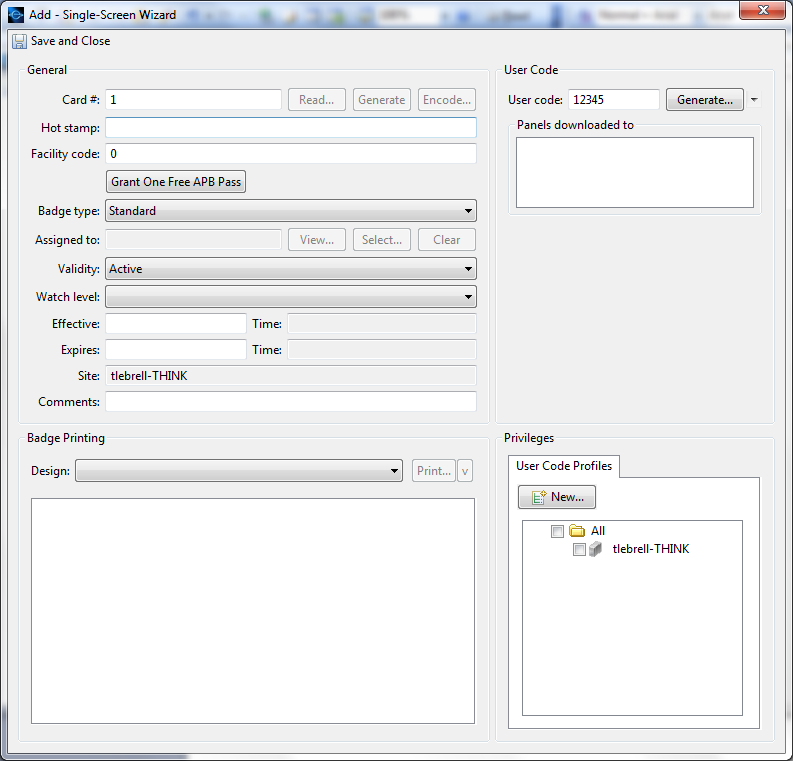 Add - Single-Screen Wizard
Save and Close
General
Card #: 1 Read... Generate Encode...
Hot stamp:
Facility code: 0
Grant One Free APB Pass
Badge type: Standard
Assigned to: View... Select... Clear
Validity: Active
Watch level:
Effective: Time:
Expires: Time:
Site: tlebrell-THINK
Comments:
User Code
User code: 12345 Generate...
Panels downloaded to
Badge Printing
Design: Print... v
Privileges
User Code Profiles
New...
All
tlebrell-THINK